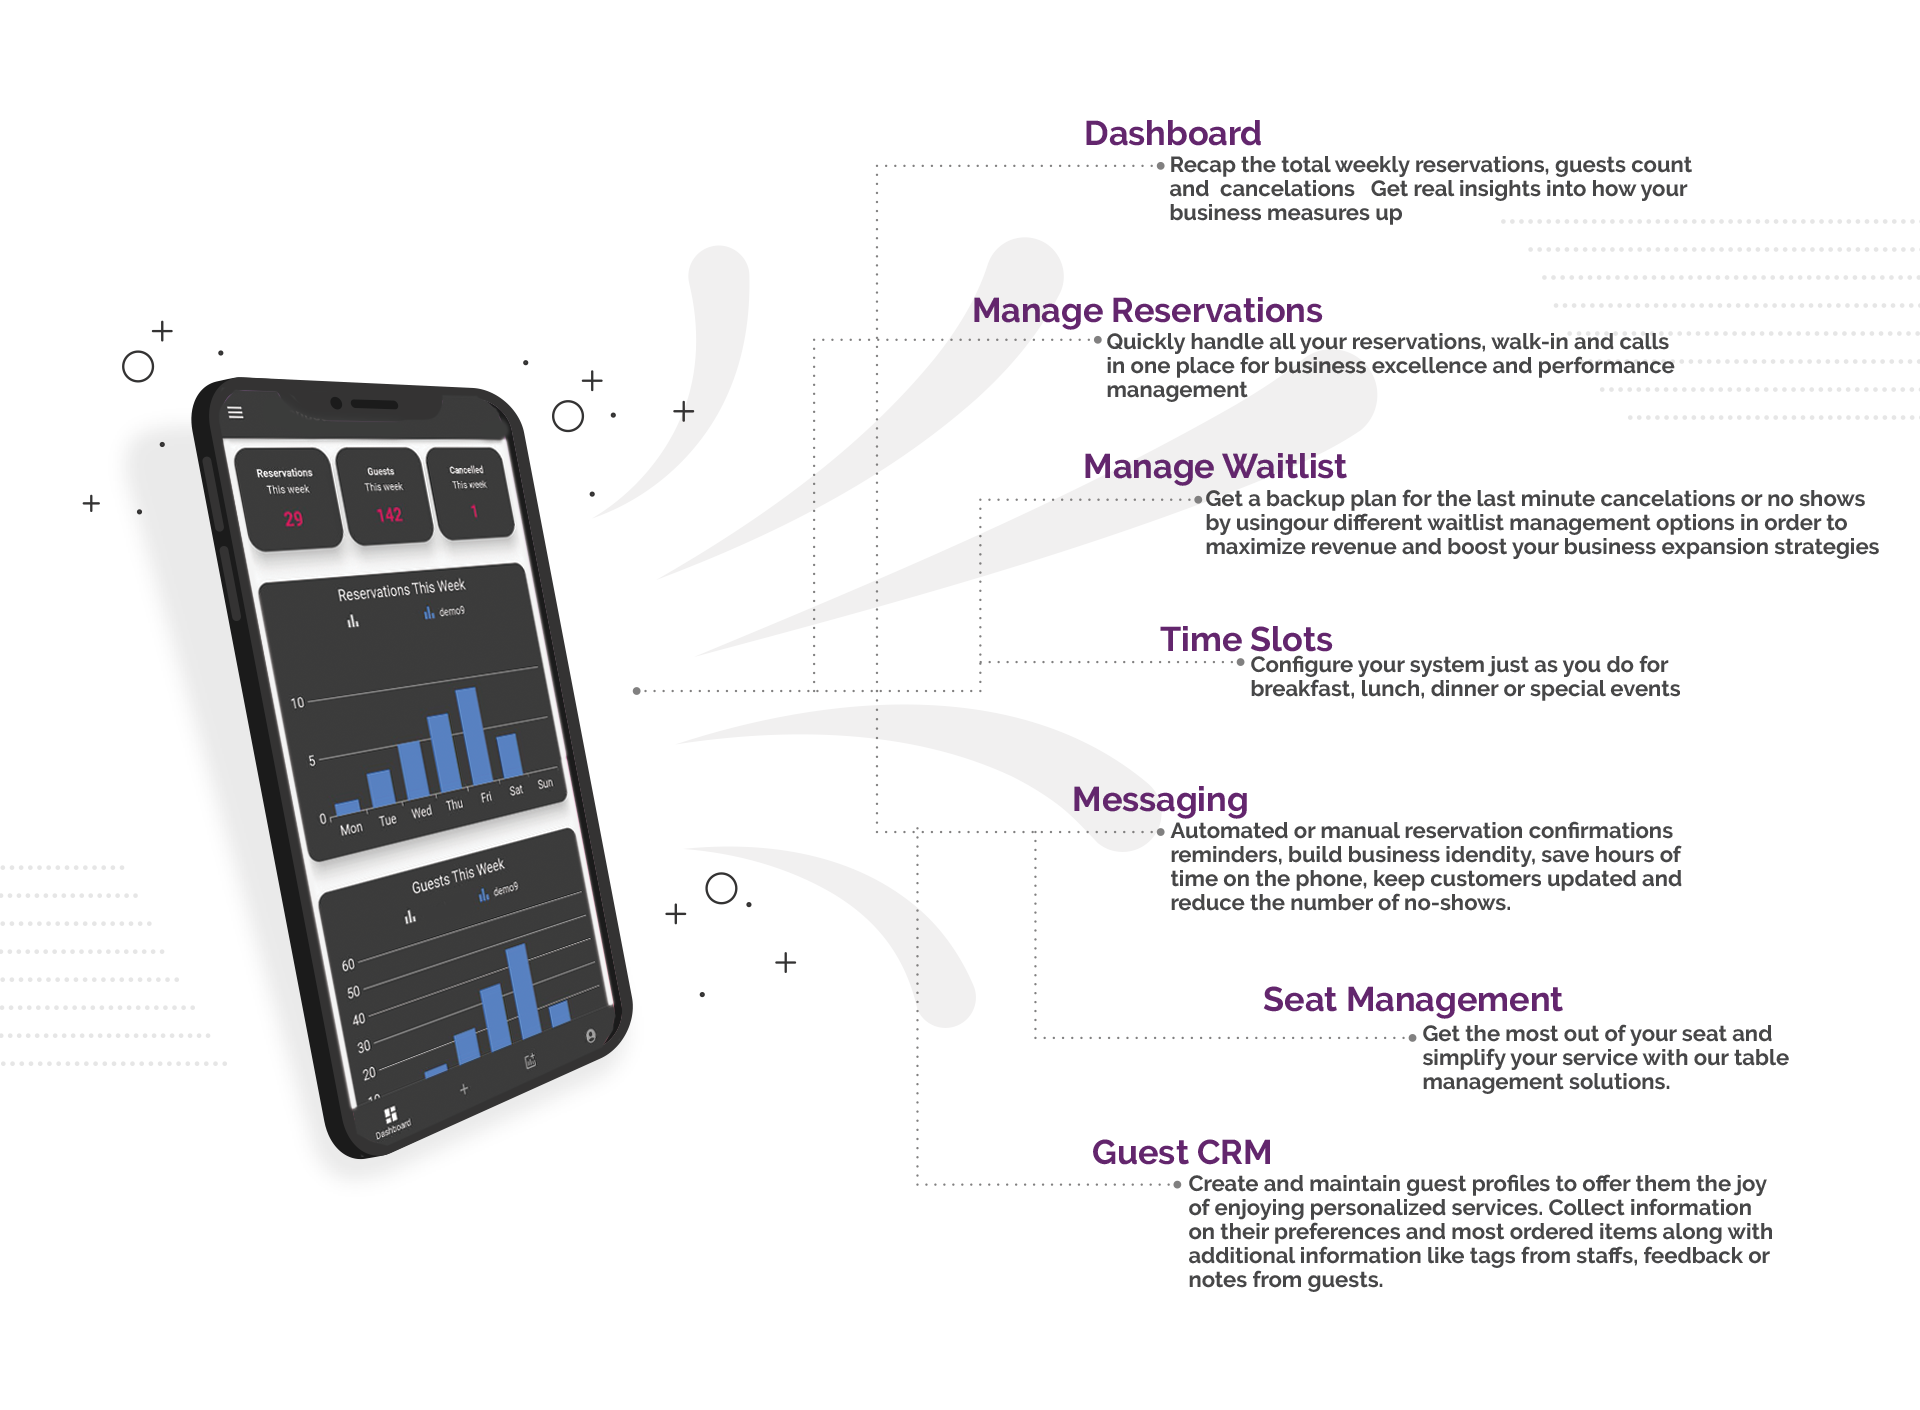 Reservations
This week
29
Guests
This week
142
Cancelled
This week
1
Reservations This Week
demo9
10
5
0
Mon Tue Wed Thu Fri Sat Sun
Guests This Week
demo9
60
50
40
30
20
Dashboard
Dashboard
Recap the total weekly reservations, guests count
and cancelations Get real insights into how your
business measures up
Manage Reservations
Quickly handle all your reservations, walk-in and calls
in one place for business excellence and performance
management
Manage Waitlist
Get a backup plan for the last minute cancelations or no shows
by usingour different waitlist management options in order to
maximize revenue and boost your business expansion strategies
Time Slots
Configure your system just as you do for
breakfast, lunch, dinner or special events
Messaging
Automated or manual reservation confirmations
reminders, build business idendity, save hours of
time on the phone, keep customers updated and
reduce the number of no-shows.
Seat Management
Get the most out of your seat and
simplify your service with our table
management solutions.
Guest CRM
Create and maintain guest profiles to offer them the joy
of enjoying personalized services. Collect information
on their preferences and most ordered items along with
additional information like tags from staffs, feedback or
notes from guests.